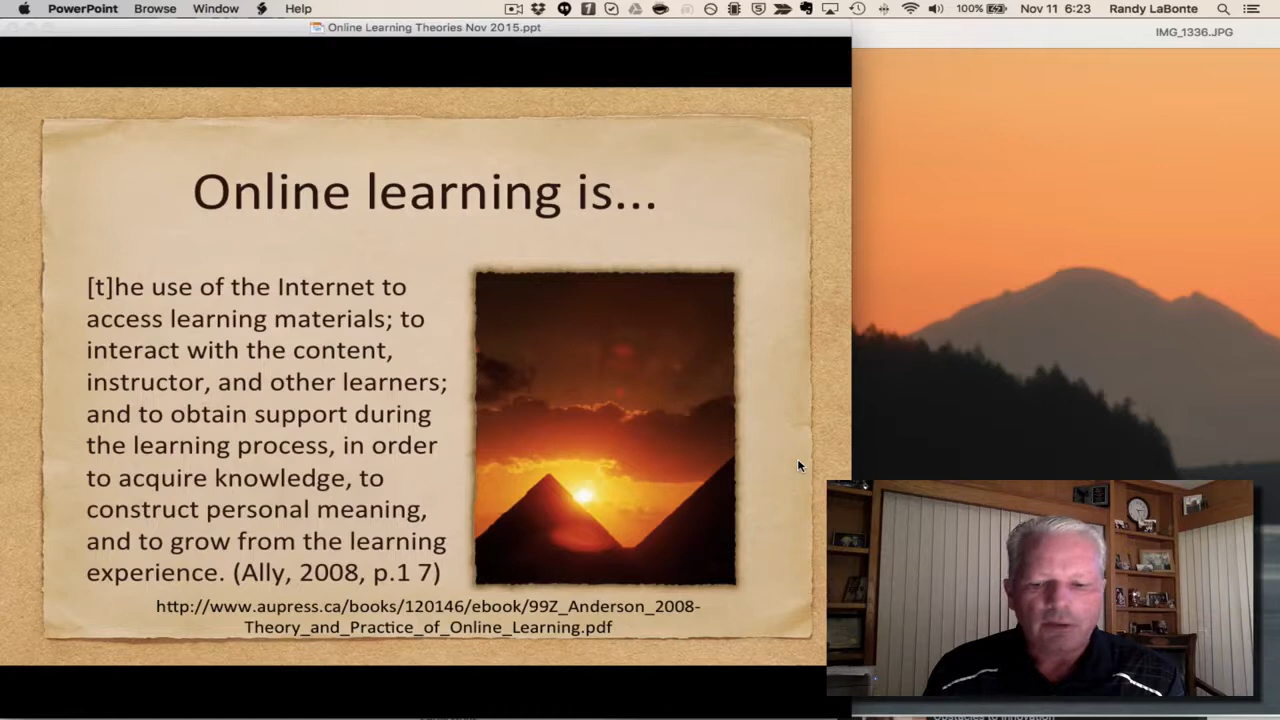 PowerPoint Browse Window Help 100% Nov 11 6:23 Randy LaBonte
Online Learning Theories Nov 2015.ppt
IMG_1336.JPG
Online learning is...
[t]he use of the Internet to
access learning materials; to
interact with the content,
instructor, and other learners;
and to obtain support during
the learning process, in order
to acquire knowledge, to
construct personal meaning,
and to grow from the learning
experience. (Ally, 2008, p.1 7)
http://www.aupress.ca/books/120146/ebook/99Z_Anderson_2008-
Theory_and_Practice_of_Online_Learning.pdf